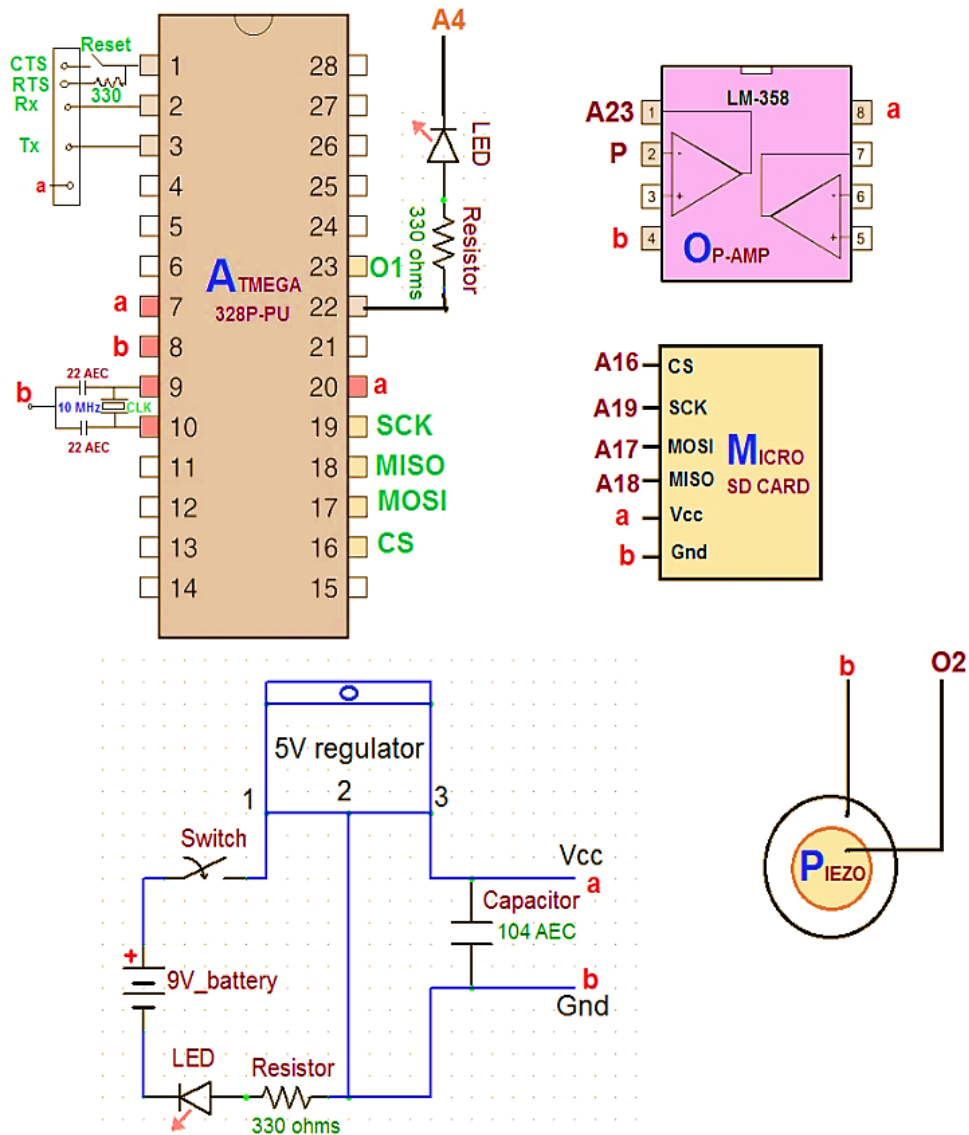 Reset
CTS
RTS
330
Rx
Tx
a
1
2
3
4
5
6
7
8
9
10
11
12
13
14
a
b
b
22 AEC
10 MHz
CLK
22 AEC
ATMEGA
328P-PU
28
27
26
25
24
23
22
21
20
19
18
17
16
15
O1
a
SCK
MISO
MOSI
CS
A4
LED
Resistor
330 ohms
LM-358
A23
1
P
2
-
3
+
b
4
8
a
7
6
-
5
+
OP-AMP
A16 CS
A19 SCK
A17 MOSI
A18 MISO
a Vcc
b Gnd
MICRO
SD CARD
5V regulator
1
2
3
Switch
+
9V_battery
LED
Resistor
330 ohms
Vcc
a
Capacitor
104 AEC
b
Gnd
b
O2
PIEZO